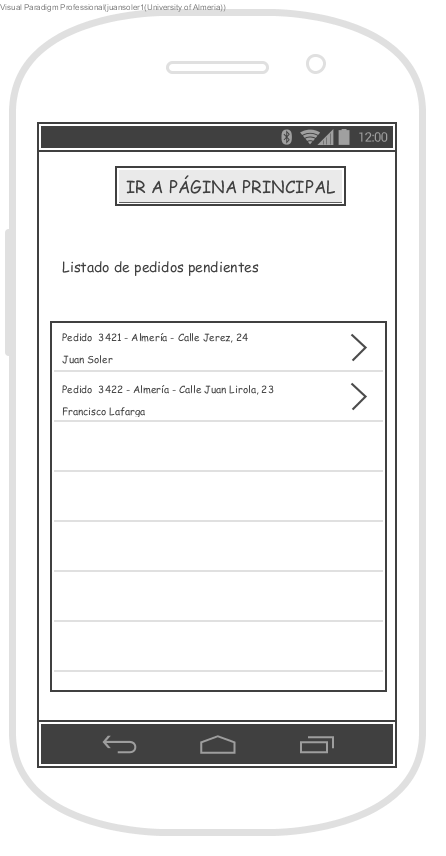 Visual Paradigm Professional(juansoler1(University of Almeria))
12:00
IR A PÁGINA PRINCIPAL
Listado de pedidos pendientes
Pedido 3421 - Almería - Calle Jerez, 24
Juan Soler
Pedido 3422 - Almería - Calle Juan Lirola, 23
Francisco Lafarga